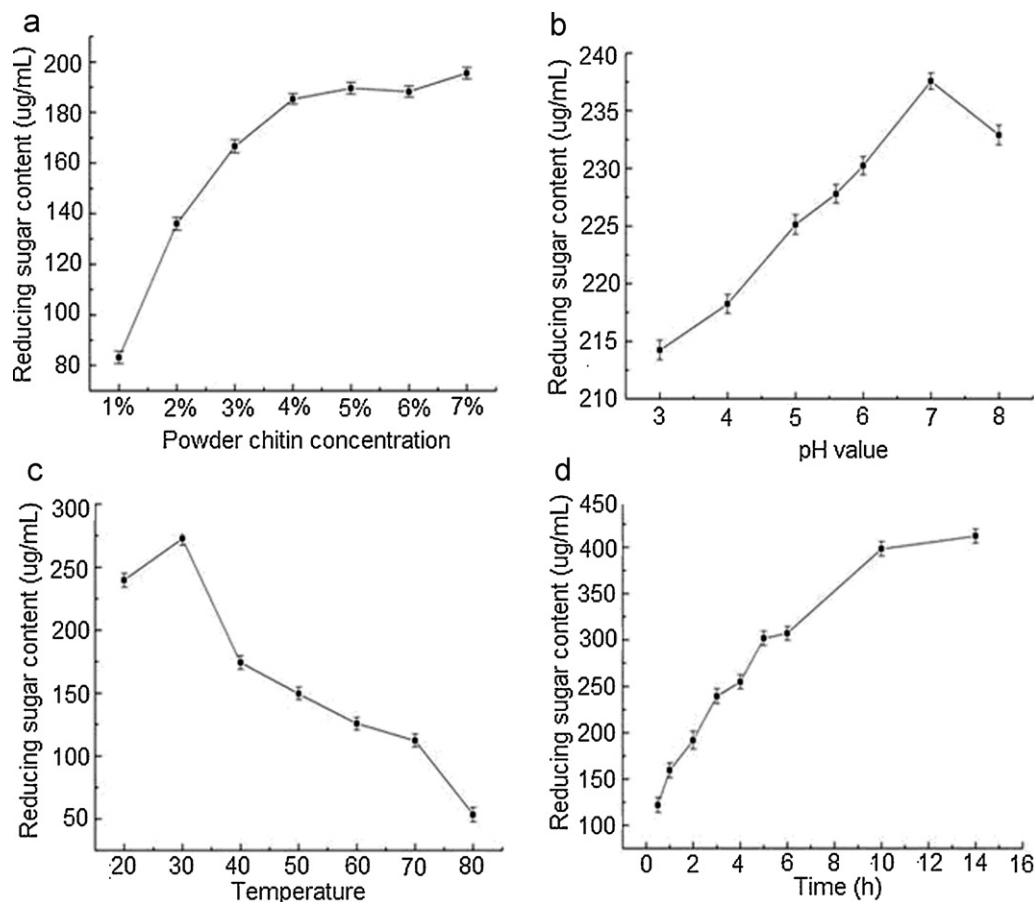 a
Reducing sugar content (ug/mL)
200
180
160
140
120
100
80
1% 2% 3% 4% 5% 6% 7%
Powder chitin concentration
b
Reducing sugar content (ug/mL)
240
235
230
225
220
215
210
3 4 5 6 7 8
pH value
c
Reducing sugar content (ug/mL)
300
250
200
150
100
50
20 30 40 50 60 70 80
Temperature
d
Reducing sugar content (ug/mL)
450
400
350
300
250
200
150
100
0 2 4 6 8 10 12 14 16
Time (h)